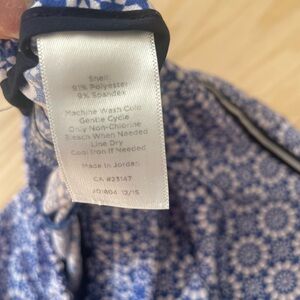 Shell
91% Polyester
9% Spandex
Machine Wash Cold
Gentle Cycle
Only Non-Chlorine
Bleach When Needed
Line Dry
Cool Iron If Needed
Made In Jordan
CA #23147
JD1804 12/15